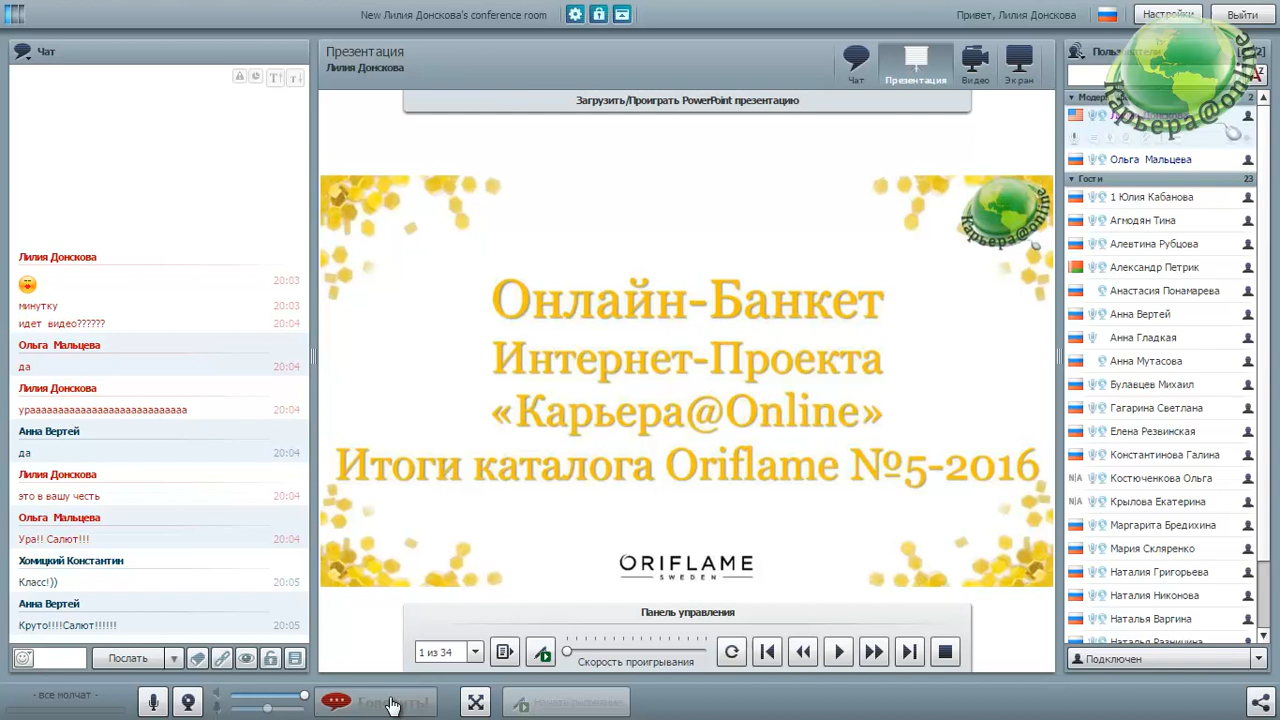 New Лилия Донскова's conference room
Привет, Лилия Донскова
Настройки
Выйти
Чат
Презентация
Лилия Донскова
Чат
Презентация
Видео
Экран
Загрузить/Проиграть PowerPoint презентацию
Карьера@online
Онлайн-Банкет
Интернет-Проекта
«Карьера@Online»
Итоги каталога Oriflame №5-2016
ORIFLAME
SWEDEN
Лилия Донскова
20:03
минутку 20:03
идет видео?????? 20:04
Ольга Мальцева
да 20:04
Лилия Донскова
ураааааааааааааааааааааааааааа 20:04
Анна Вертей
да 20:04
Лилия Донскова
это в вашу честь 20:04
Ольга Мальцева
Ура!! Салют!!! 20:04
Хомицкий Константин
Класс!)) 20:05
Анна Вертей
Круто!!!!Салют!!!!!! 20:05
Послать
- все молчат -
Панель управления
1 из 34
Скорость проигрывания
Карьера@online
2
Ольга Мальцева
Гости 23
1 Юлия Кабанова
Агмодян Тина
Алевтина Рубцова
Александр Петрик
Анастасия Понамарева
Анна Вертей
Анна Гладкая
Анна Мутасова
Булавцев Михаил
Гагарина Светлана
Елена Резвинская
Константинова Галина
N/A Костюченкова Ольга
N/A Крылова Екатерина
Маргарита Бредихина
Мария Скляренко
Наталия Григорьева
Наталия Никонова
Наталья Варгина
Наталья Разницина
Подключен